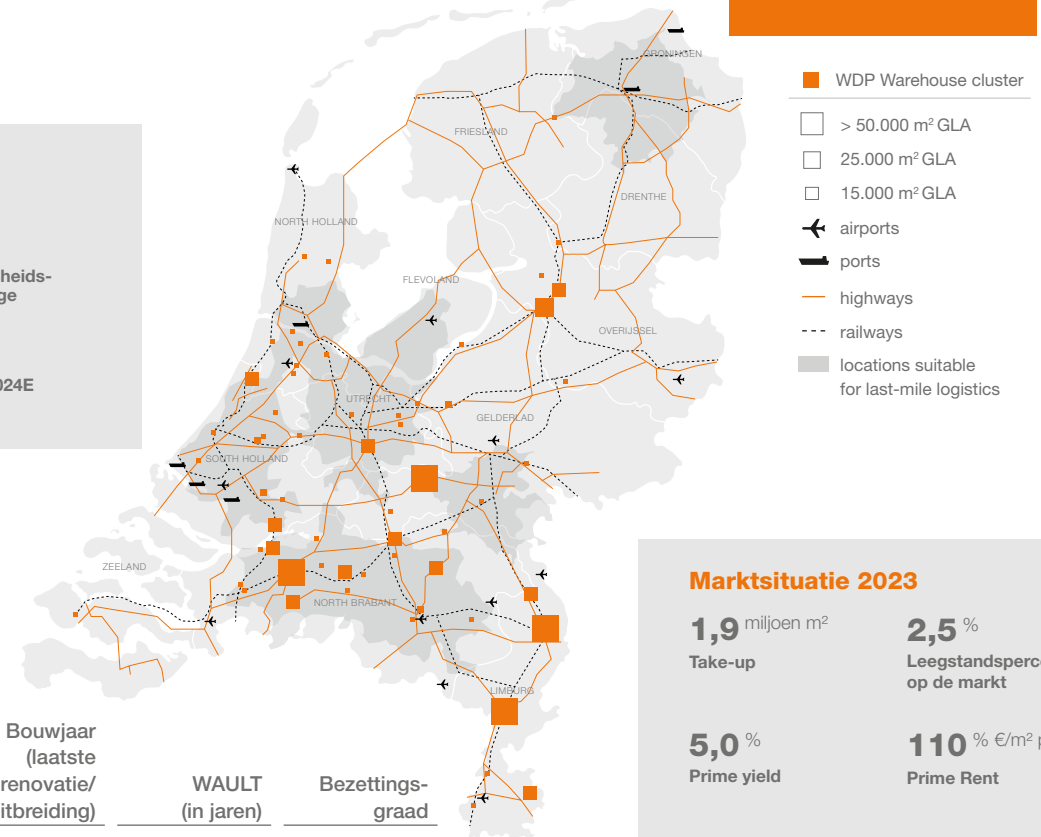 WDP Warehouse cluster
> 50.000 m² GLA
25.000 m² GLA
15.000 m² GLA
airports
ports
highways
railways
locations suitable
for last-mile logistics
GRONINGEN
FRIESLAND
DRENTHE
NORTH HOLLAND
FLEVOLAND
OVERIJSSEL
UTRECHT
GELDERLAD
SOUTH HOLLAND
ZEELAND
NORTH BRABANT
LIMBURG
heids-
ge
024E
Marktsituatie 2023
1,9 miljoen m²
Take-up
2,5 %
Leegstandsperc
op de markt
5,0 %
Prime yield
110 % €/m² p
Prime Rent
Bouwjaar
(laatste
renovatie/
itbreiding)
WAULT
(in jaren)
Bezettings-
graad